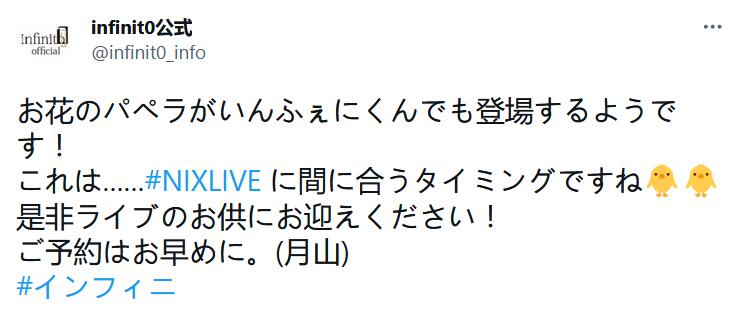 infinit0
official
infinit0公式
@infinit0_info
お花のパペラがいんふぇにくんでも登場するようで
す！
これは......#NIXLIVE に間に合うタイミングですね🐤🐤
是非ライブのお供にお迎えください！
ご予約はお早めに。(月山)
#インフィニ